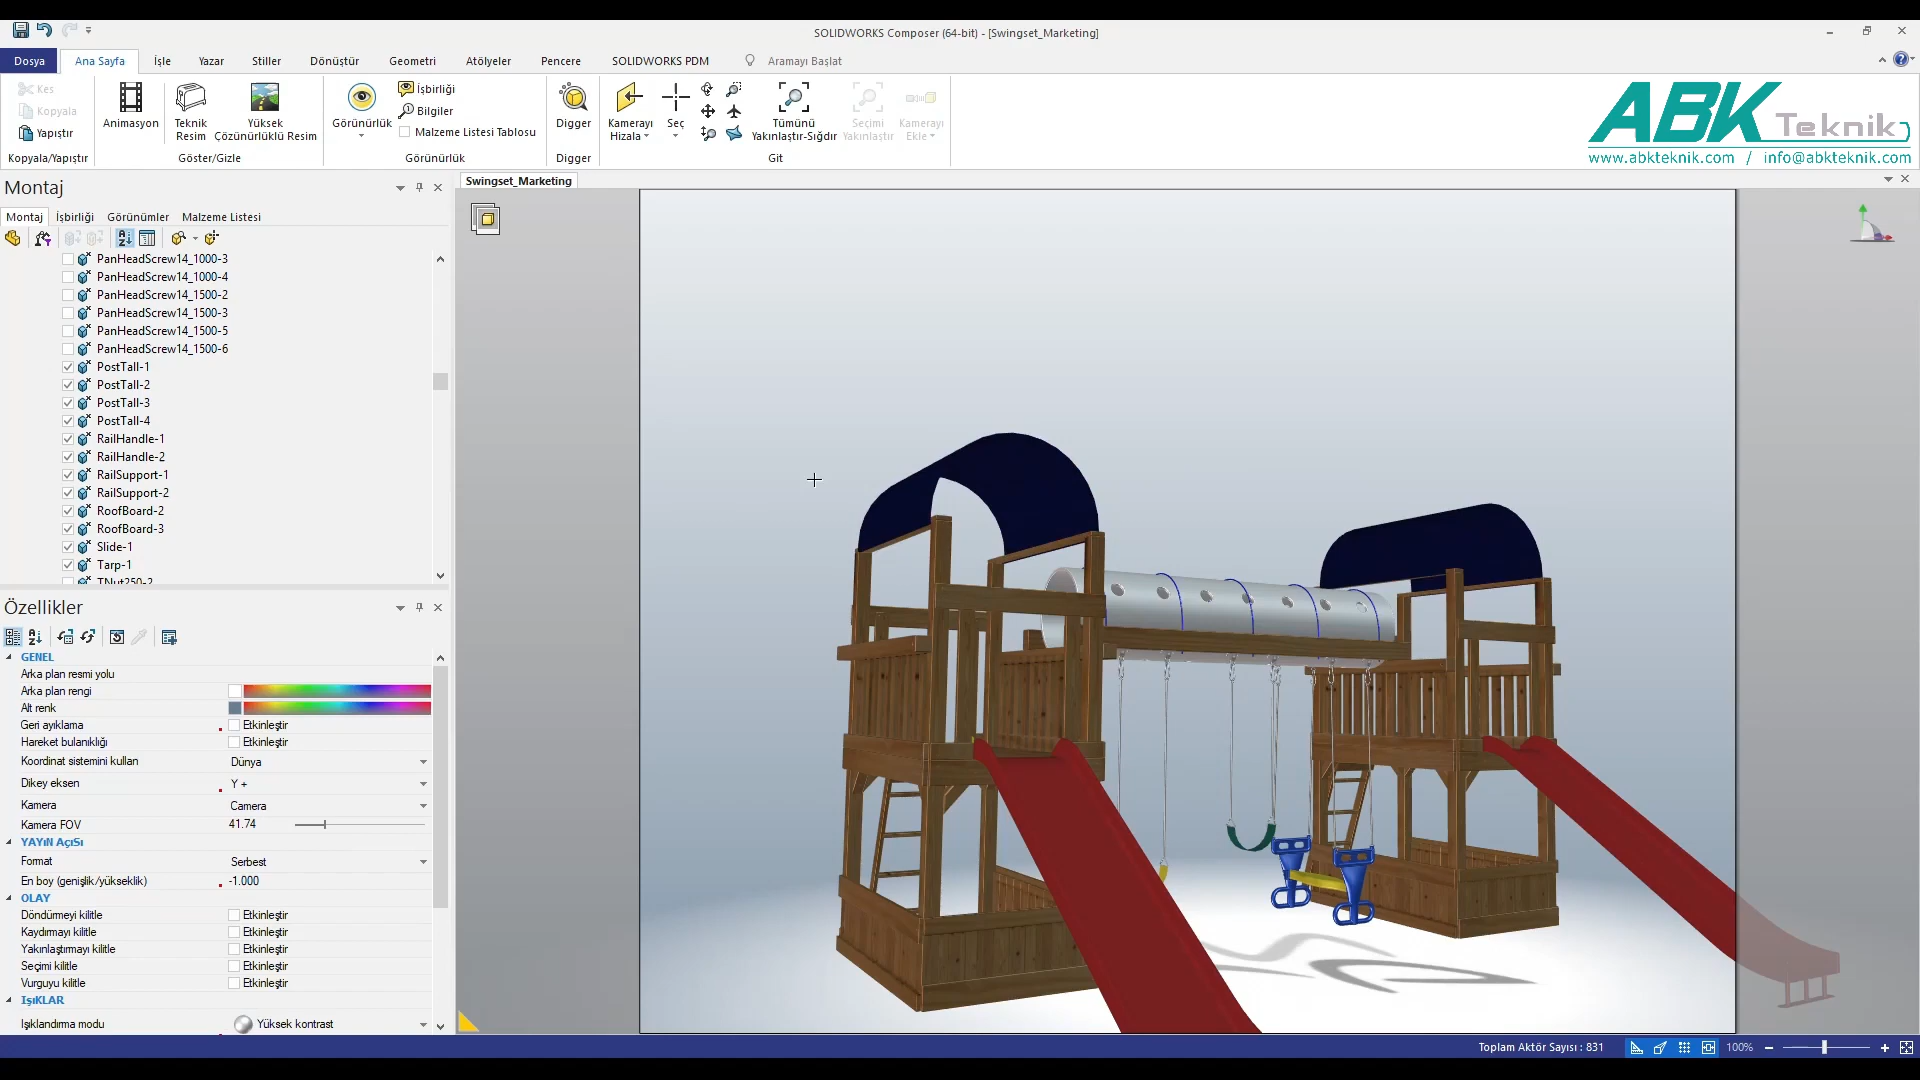 SOLIDWORKS Composer (64-bit) - [Swingset_Marketing]
Dosya
Ana Sayfa
İşle
Yazar
Stiller
Dönüştür
Geometri
Atölyeler
Pencere
SOLIDWORKS PDM
Aramayı Başlat
Kes
Kopyala
Yapıştır
Kopyala/Yapıştır
Animasyon
Teknik Resim
Yüksek Çözünürlüklü Resim
Göster/Gizle
Görünürlük
İşbirliği
Bilgiler
Malzeme Listesi Tablosu
Görünürlük
Digger
Digger
Kamerayı Hizala
Seç
Tümünü Yakınlaştır-Sığdır
Seçimi Yakınlaştır
Kamerayı Ekle
Git
ABK Teknik
www.abkteknik.com / info@abkteknik.com
Montaj
Swingset_Marketing
Montaj
İşbirliği
Görünümler
Malzeme Listesi
PanHeadScrew14_1000-3
PanHeadScrew14_1000-4
PanHeadScrew14_1500-2
PanHeadScrew14_1500-3
PanHeadScrew14_1500-5
PanHeadScrew14_1500-6
PostTall-1
PostTall-2
PostTall-3
PostTall-4
RailHandle-1
RailHandle-2
RailSupport-1
RailSupport-2
RoofBoard-2
RoofBoard-3
Slide-1
Tarp-1
TNut250-2
Özellikler
GENEL
Arka plan resmi yolu
Arka plan rengi
Alt renk
Geri ayıklama Etkinleştir
Hareket bulanıklığı Etkinleştir
Koordinat sistemini kullan Dünya
Dikey eksen Y +
Kamera Camera
Kamera FOV 41.74
YAYıN AçıSı
Format Serbest
En boy (genişlik/yükseklik) -1.000
OLAY
Döndürmeyi kilitle Etkinleştir
Kaydırmayı kilitle Etkinleştir
Yakınlaştırmayı kilitle Etkinleştir
Seçimi kilitle Etkinleştir
Vurguyu kilitle Etkinleştir
IşıKLAR
Işıklandırma modu Yüksek kontrast
Toplam Aktör Sayısı : 831
100%